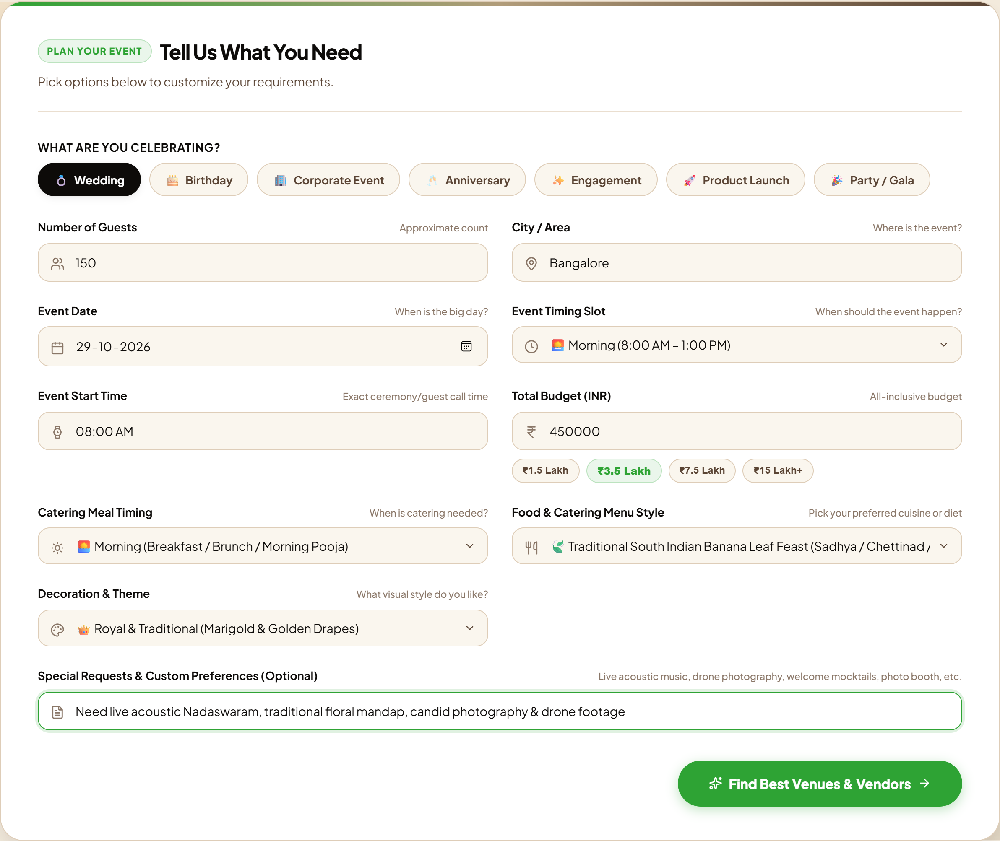 PLAN YOUR EVENT Tell Us What You Need
Pick options below to customize your requirements.
WHAT ARE YOU CELEBRATING?
Wedding Birthday Corporate Event Anniversary Engagement Product Launch Party / Gala
Number of Guests Approximate count
150
City / Area Where is the event?
Bangalore
Event Date When is the big day?
29-10-2026
Event Timing Slot When should the event happen?
Morning (8:00 AM – 1:00 PM)
Event Start Time Exact ceremony/guest call time
08:00 AM
Total Budget (INR) All-inclusive budget
₹ 450000
₹1.5 Lakh ₹3.5 Lakh ₹7.5 Lakh ₹15 Lakh+
Catering Meal Timing When is catering needed?
Morning (Breakfast / Brunch / Morning Pooja)
Food & Catering Menu Style Pick your preferred cuisine or diet
Traditional South Indian Banana Leaf Feast (Sadhya / Chettinad /
Decoration & Theme What visual style do you like?
Royal & Traditional (Marigold & Golden Drapes)
Special Requests & Custom Preferences (Optional) Live acoustic music, drone photography, welcome mocktails, photo booth, etc.
Need live acoustic Nadaswaram, traditional floral mandap, candid photography & drone footage
Find Best Venues & Vendors →